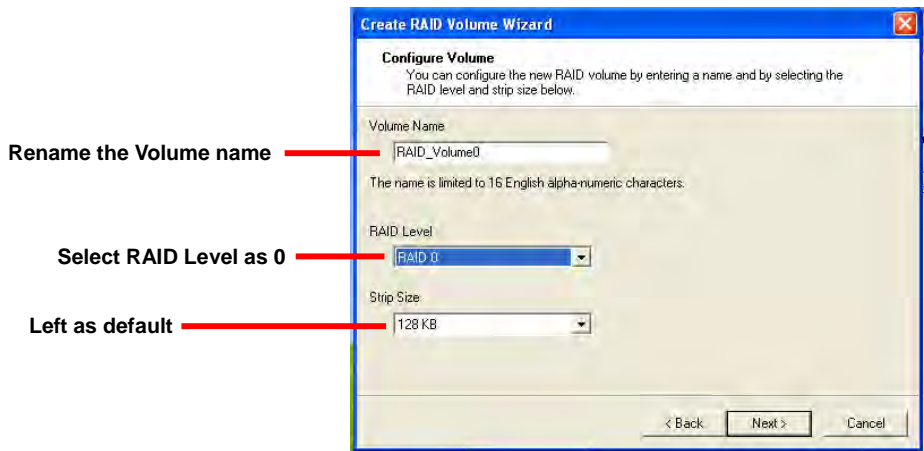 Create RAID Volume Wizard
Configure Volume
You can configure the new RAID volume by entering a name and by selecting the
RAID level and strip size below.
Volume Name
Rename the Volume name
RAID_Volume0
The name is limited to 16 English alpha-numeric characters.
RAID Level
Select RAID Level as 0
RAID 0
Strip Size
Left as default
128 KB
< Back
Next >
Cancel